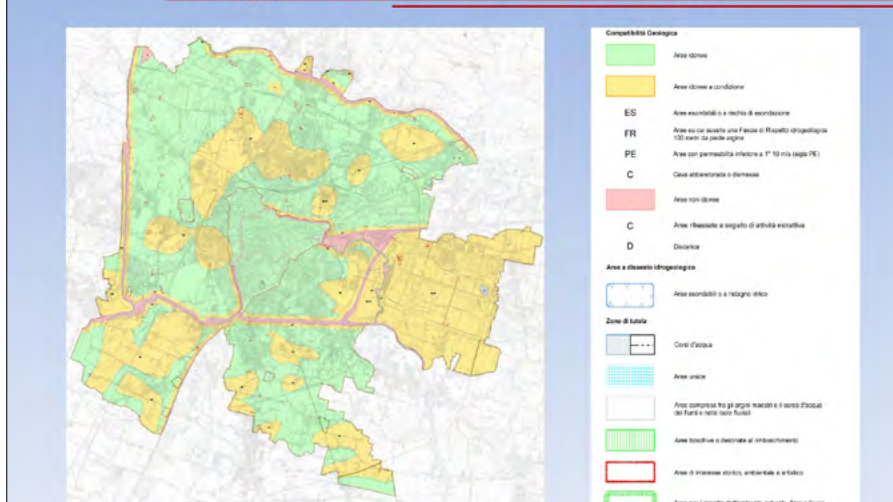 Compatibilità Geologica
Aree idonee
Aree idonee a condizione
ES
Aree esondabili o a rischio di esondazione
FR
Aree su cui sussiste una Fascia di Rispetto idrogeologica
100 metri da piede argine
PE
Aree con permeabilità inferiore a 1* 10 m/s (sigla PE)
C
Cava abbandonata o dismessa
Aree non idonee
C
Aree ribassate a seguito di attività estrattiva
D
Discarica
Area a dissesto idrogeologico
Aree esondabili o a ristagno idrico
Zone di tutela
Corsi d'acqua
Aree umide
Aree comprese fra gli argini maestri e il corso d'acqua
dei fiumi e nelle isole fluviali
Aree boschive o destinate al rimboschimento
Aree di interesse storico, ambientale e artistico